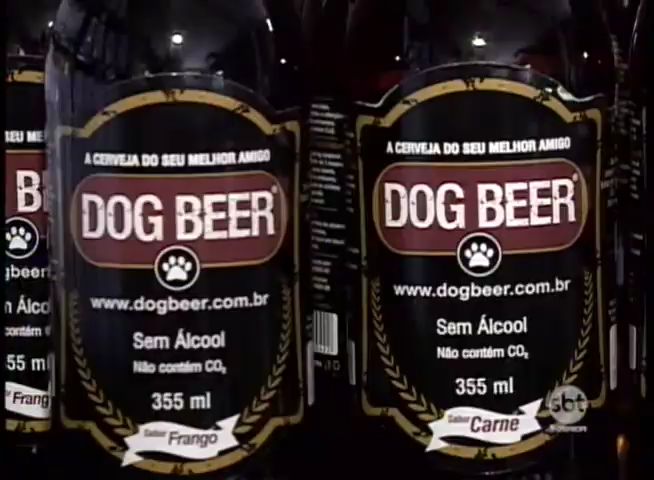 A CERVEJA DO SEU MELHOR AMIGO
DOG BEER®
www.dogbeer.com.br
Sem Álcool
Não contém CO₂
355 ml
Sabor Frango
A CERVEJA DO SEU MELHOR AMIGO
DOG BEER®
www.dogbeer.com.br
Sem Álcool
Não contém CO₂
355 ml
Sabor Carne
sbt